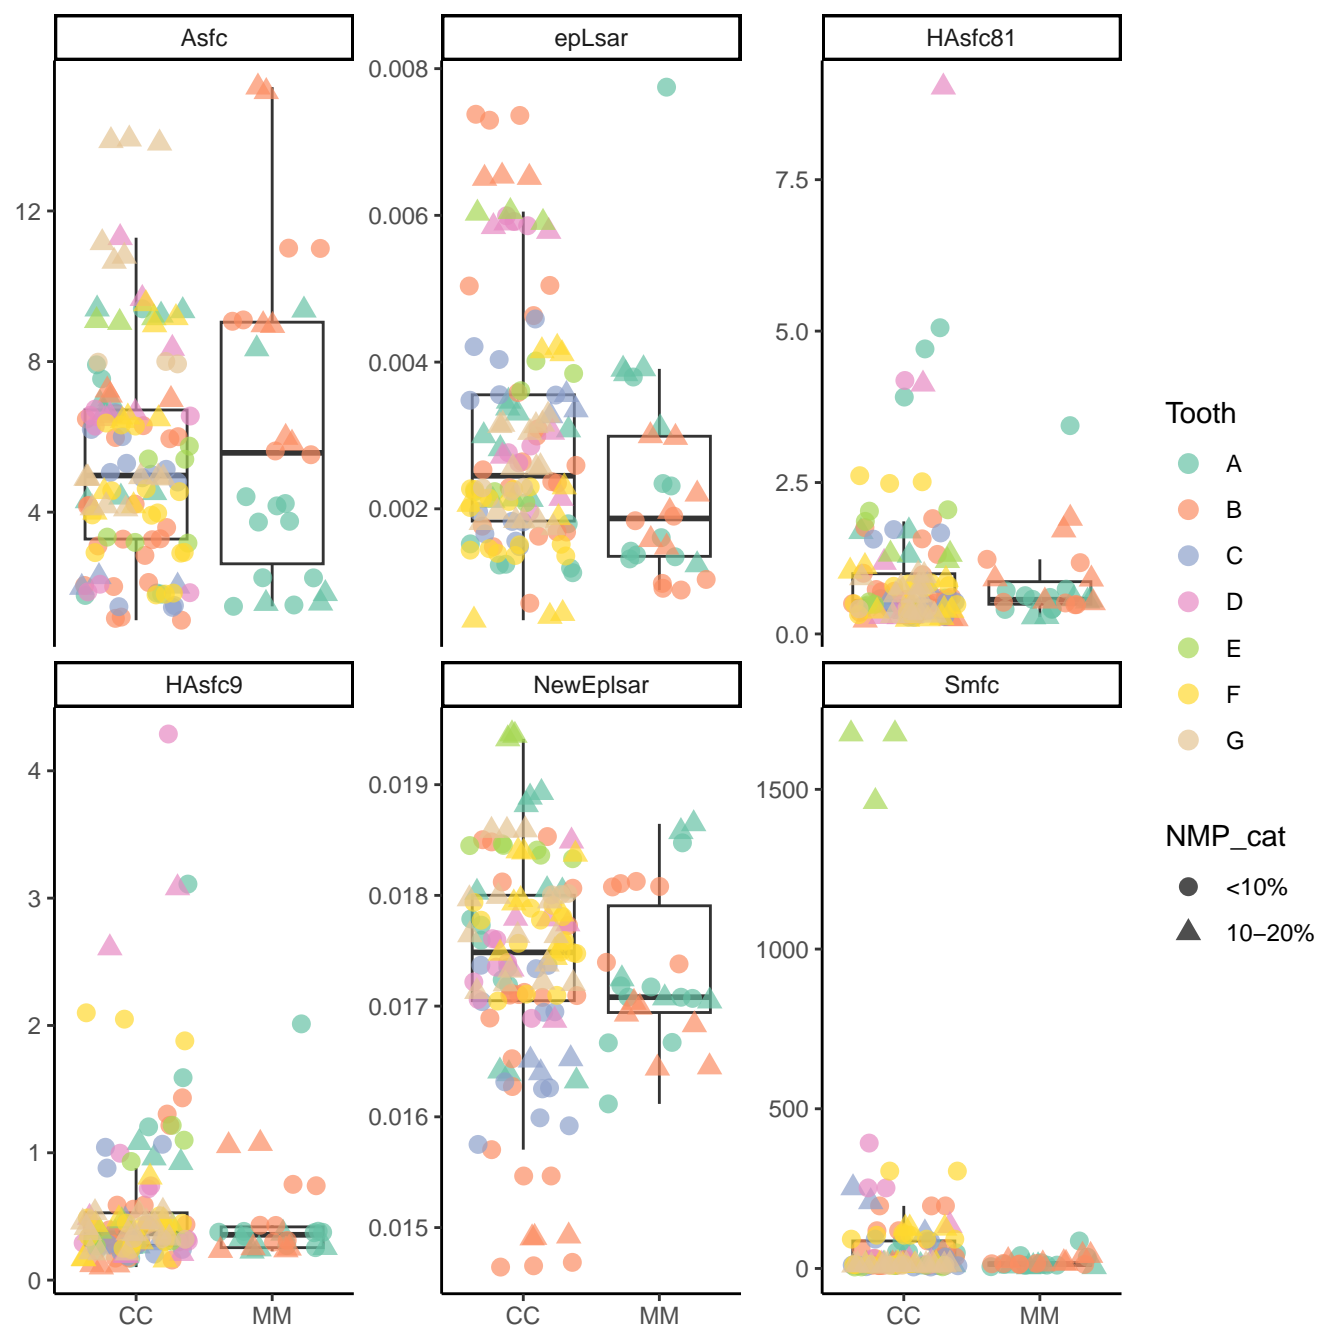 Asfc
epLsar
HAsfc81
12
8
4
0.008
0.006
0.004
0.002
7.5
5.0
2.5
0.0
HAsfc9
NewEplsar
Smfc
4
3
2
1
0
0.019
0.018
0.017
0.016
0.015
1500
1000
500
0
CC
MM
CC
MM
CC
MM
Tooth
A
B
C
D
E
F
G
NMP_cat
<10%
10−20%